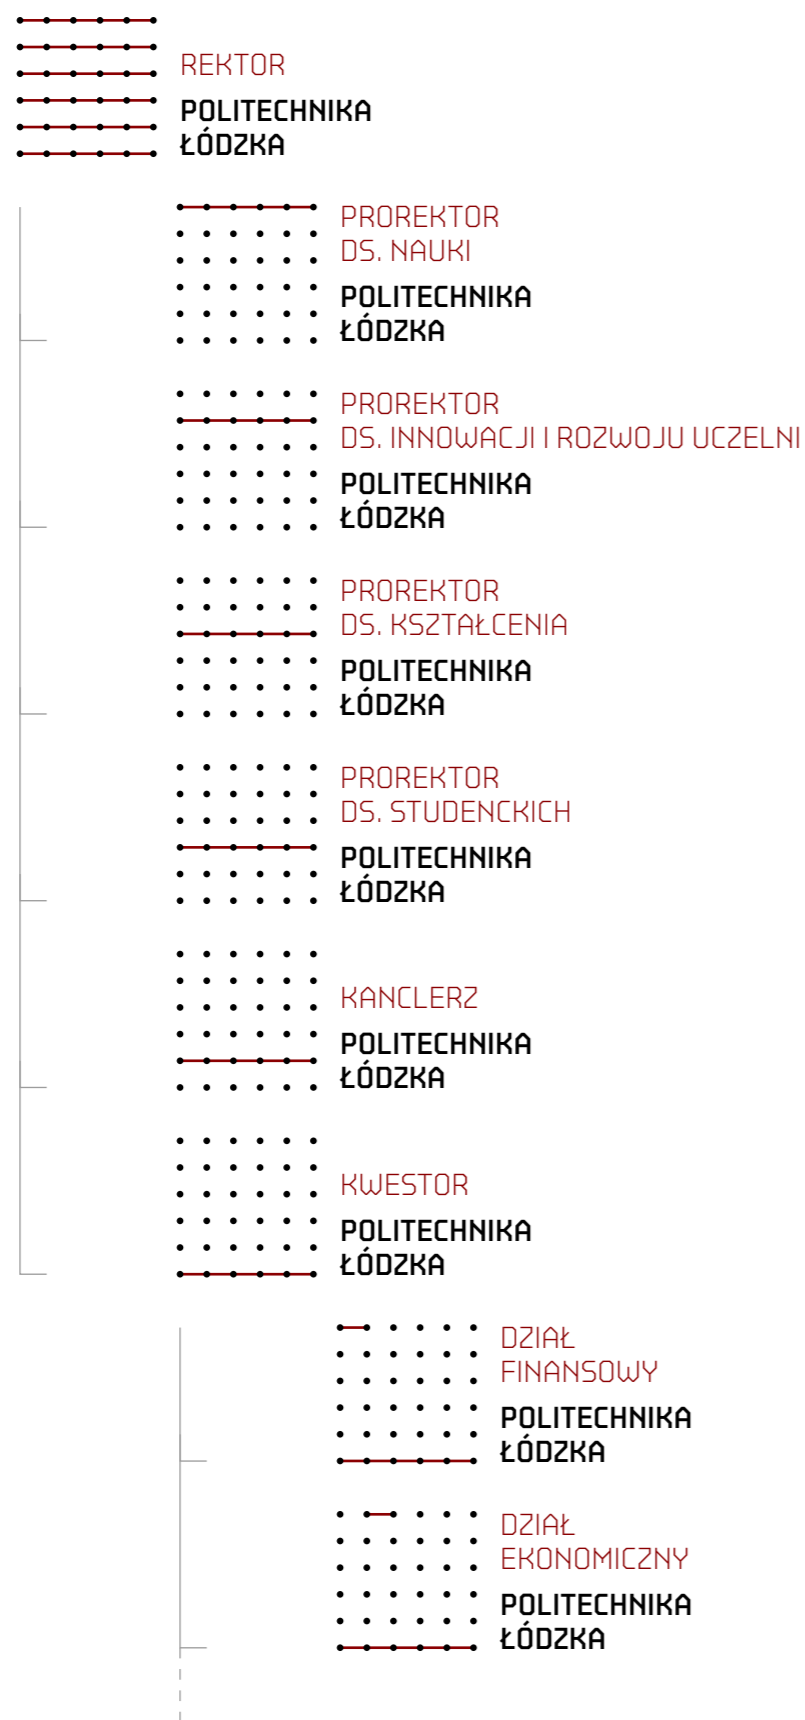 REKTOR
POLITECHNIKA
ŁÓDZKA
PROREKTOR
DS. NAUKI
POLITECHNIKA
ŁÓDZKA
PROREKTOR
DS. INNOWACJI I ROZWOJU UCZELNI
POLITECHNIKA
ŁÓDZKA
PROREKTOR
DS. KSZTAŁCENIA
POLITECHNIKA
ŁÓDZKA
PROREKTOR
DS. STUDENCKICH
POLITECHNIKA
ŁÓDZKA
KANCLERZ
POLITECHNIKA
ŁÓDZKA
KWESTOR
POLITECHNIKA
ŁÓDZKA
DZIAŁ
FINANSOWY
POLITECHNIKA
ŁÓDZKA
DZIAŁ
EKONOMICZNY
POLITECHNIKA
ŁÓDZKA